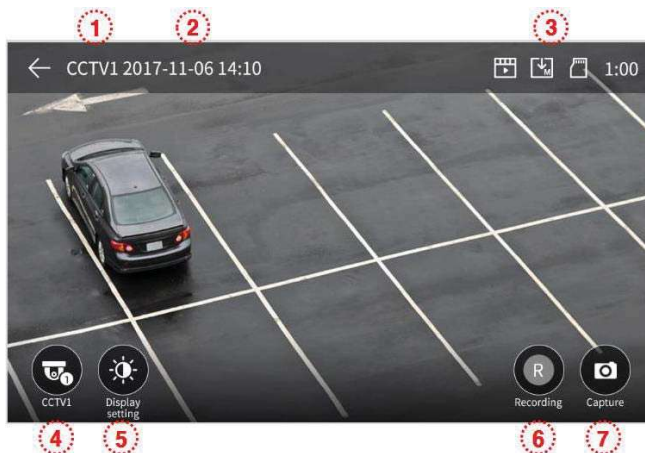 1
2
3
CCTV1 2017-11-06 14:10
M
1:00
1
R
CCTV1
Display
setting
Recording
Capture
4
5
6
7